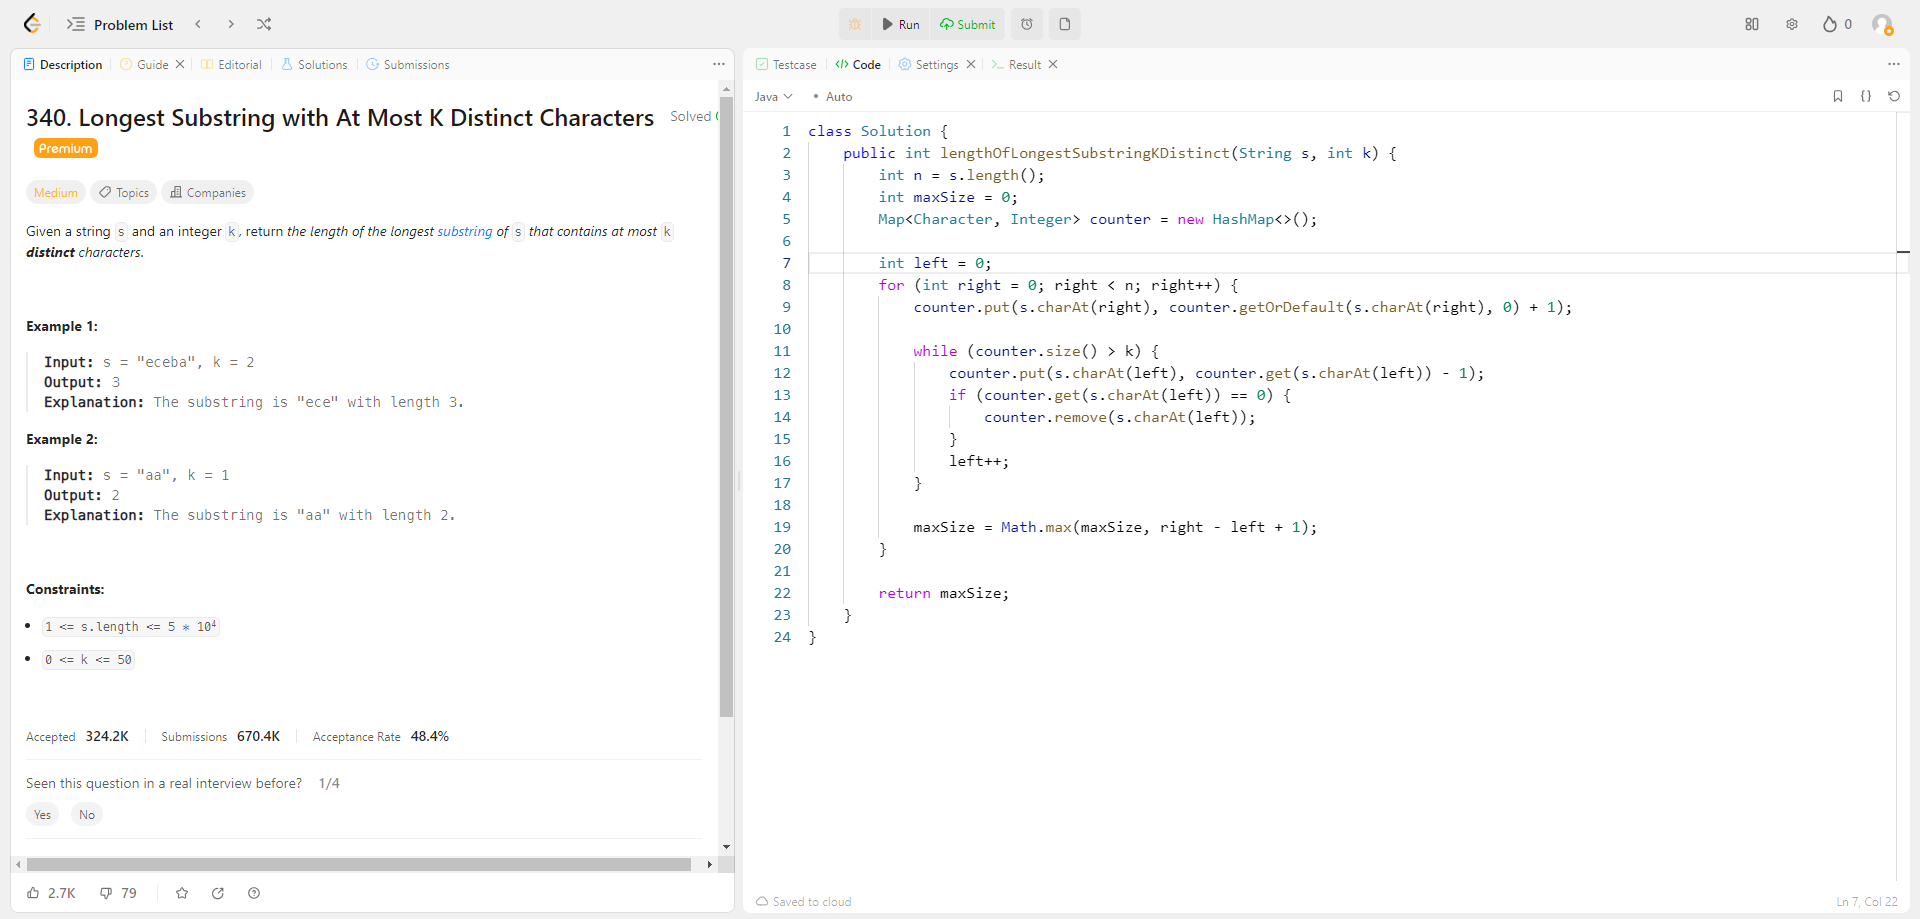 Problem List
Run
Submit
0
Description
Guide
Editorial
Solutions
Submissions
340. Longest Substring with At Most K Distinct Characters
Solved
Premium
Medium
Topics
Companies
Given a string s and an integer k, return the length of the longest substring of s that contains at most k
distinct characters.
Example 1:
Input: s = "eceba", k = 2
Output: 3
Explanation: The substring is "ece" with length 3.
Example 2:
Input: s = "aa", k = 1
Output: 2
Explanation: The substring is "aa" with length 2.
Constraints:
• 1 <= s.length <= 5 * 10⁴
• 0 <= k <= 50
Accepted 324.2K
Submissions 670.4K
Acceptance Rate 48.4%
Seen this question in a real interview before? 1/4
Yes
No
2.7K
79
Testcase
</> Code
Settings
Result
Java
• Auto
{}
1 class Solution {
2     public int lengthOfLongestSubstringKDistinct(String s, int k) {
3         int n = s.length();
4         int maxSize = 0;
5         Map<Character, Integer> counter = new HashMap<>();
6
7         int left = 0;
8         for (int right = 0; right < n; right++) {
9             counter.put(s.charAt(right), counter.getOrDefault(s.charAt(right), 0) + 1);
10
11             while (counter.size() > k) {
12                 counter.put(s.charAt(left), counter.get(s.charAt(left)) - 1);
13                 if (counter.get(s.charAt(left)) == 0) {
14                     counter.remove(s.charAt(left));
15                 }
16                 left++;
17             }
18
19             maxSize = Math.max(maxSize, right - left + 1);
20         }
21
22         return maxSize;
23     }
24 }
Saved to cloud
Ln 7, Col 22